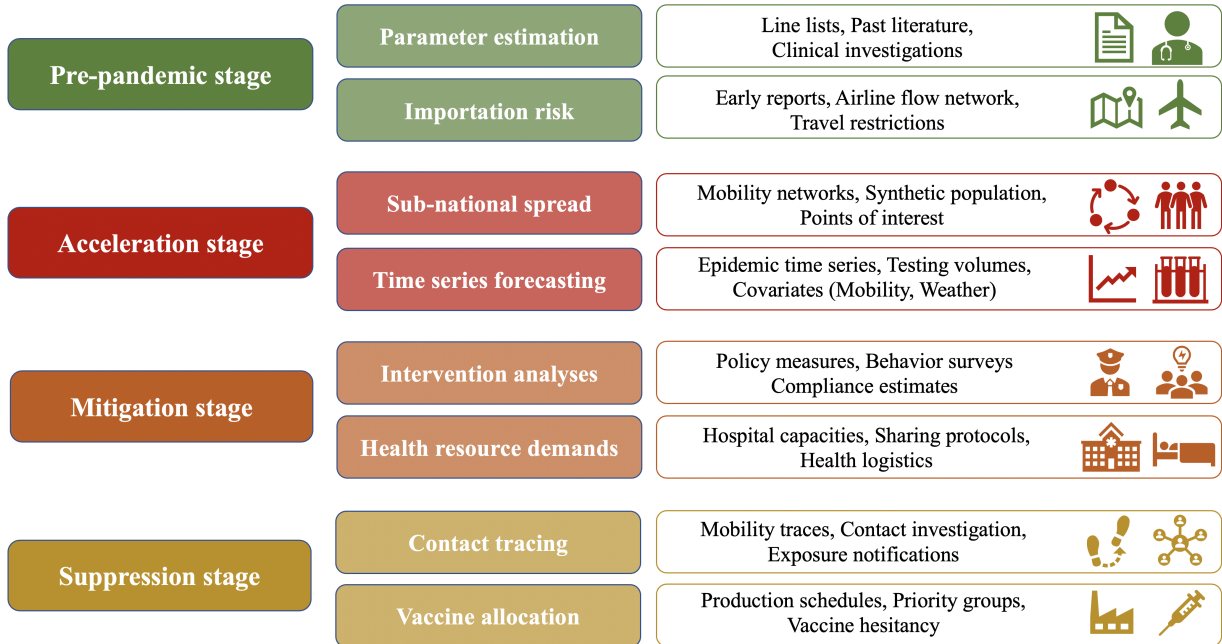 Pre-pandemic stage
Parameter estimation
Line lists, Past literature,
Clinical investigations
Importation risk
Early reports, Airline flow network,
Travel restrictions
Acceleration stage
Sub-national spread
Mobility networks, Synthetic population,
Points of interest
Time series forecasting
Epidemic time series, Testing volumes,
Covariates (Mobility, Weather)
Mitigation stage
Intervention analyses
Policy measures, Behavior surveys
Compliance estimates
Health resource demands
Hospital capacities, Sharing protocols,
Health logistics
Suppression stage
Contact tracing
Mobility traces, Contact investigation,
Exposure notifications
Vaccine allocation
Production schedules, Priority groups,
Vaccine hesitancy